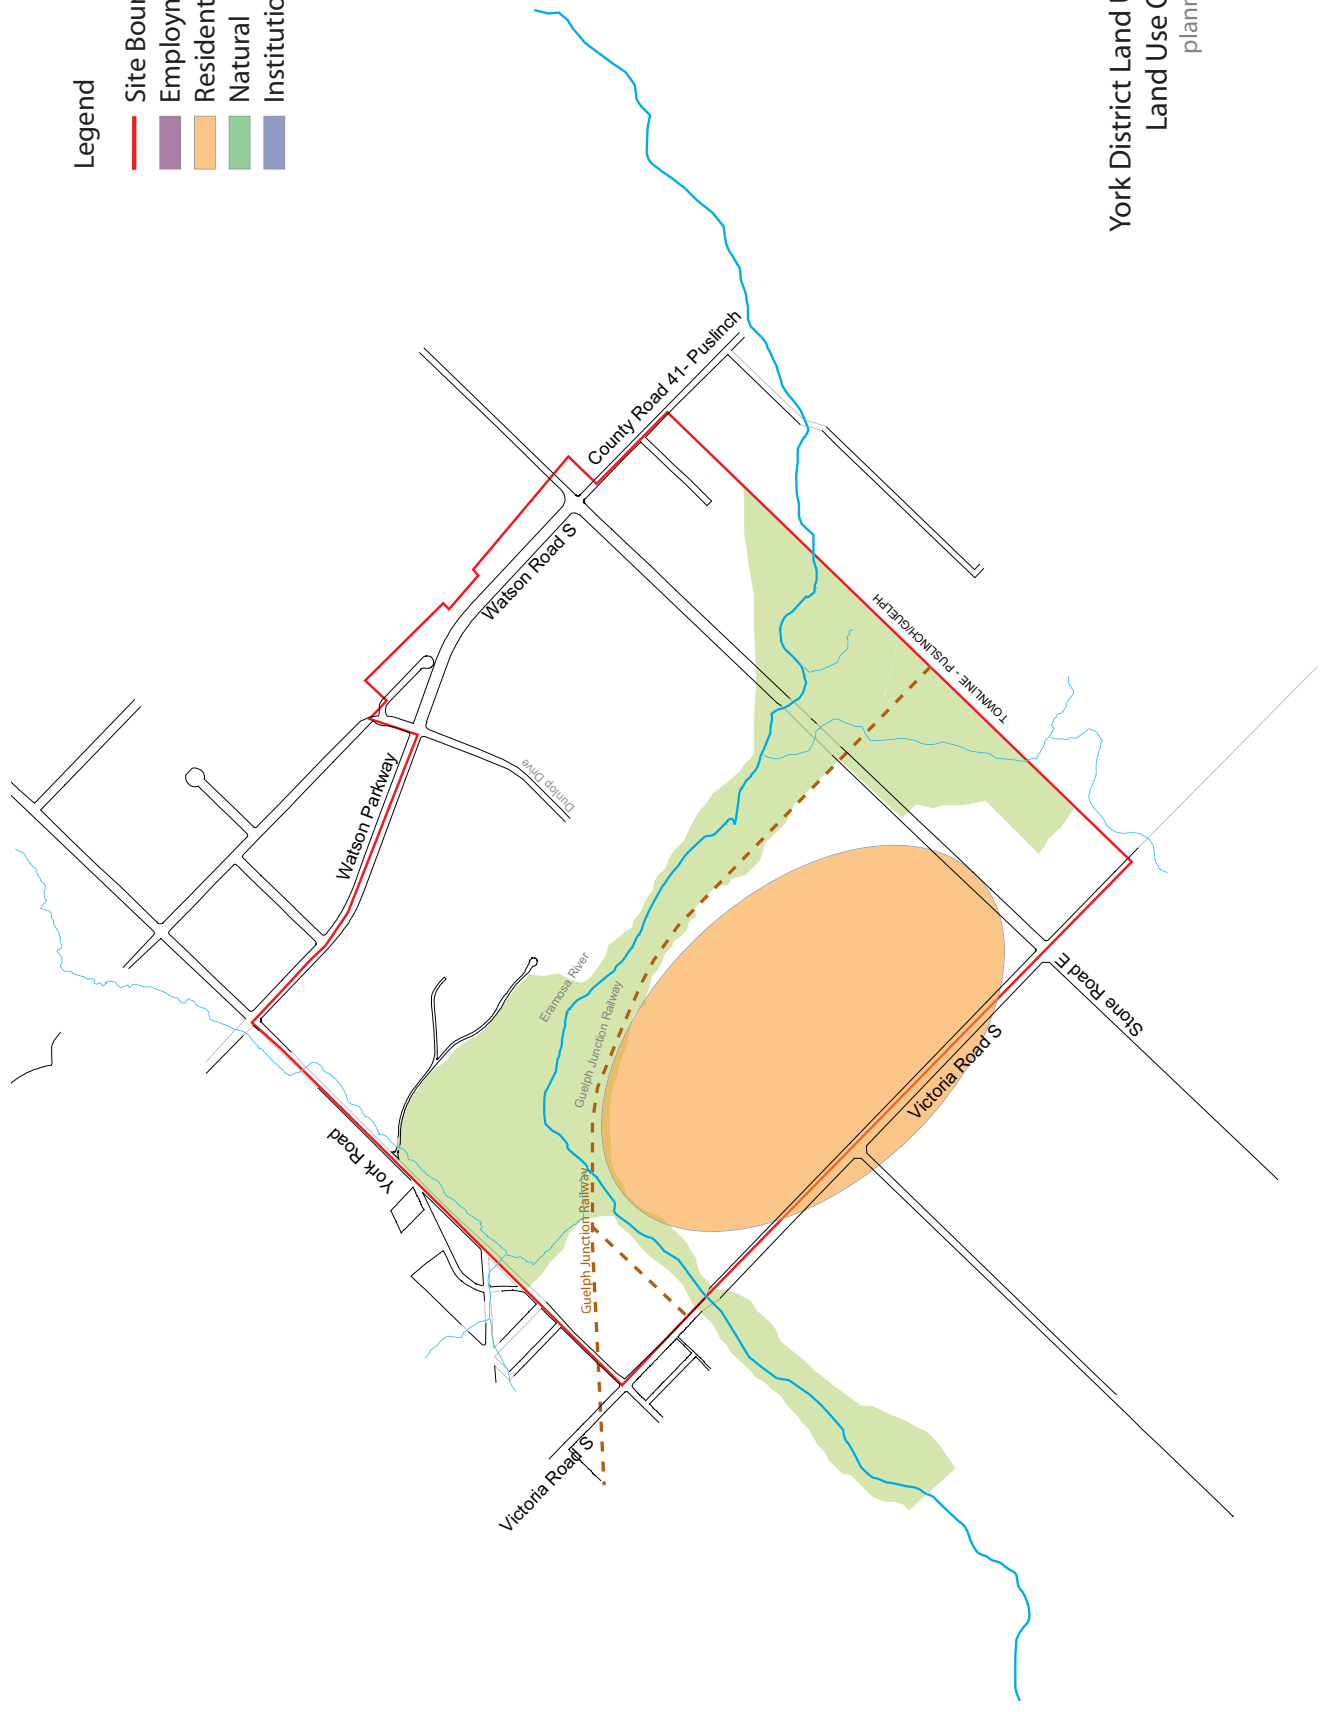 Legend
Site Bour
Employn
Resident
Natural
Institutio
York District Land U
Land Use C
plann
County Road 41- Puslinch
Watson Road S
TOWNLINE - PUSLINCH/GUELPH
Dunlop Drive
Watson Parkway
Eramosa River
Guelph Junction Railway
Stone Road E
Victoria Road S
York Road
Guelph Junction Railway
Victoria Road S